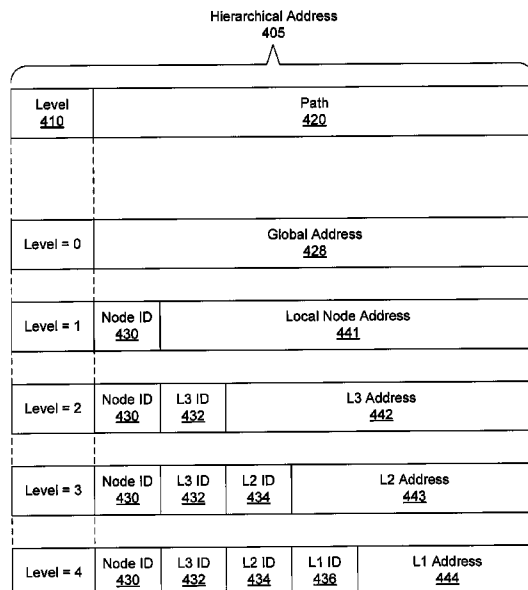 Hierarchical Address
405
Level
410
Path
420
Level = 0
Global Address
428
Level = 1
Node ID
430
Local Node Address
441
Level = 2
Node ID
430
L3 ID
432
L3 Address
442
Level = 3
Node ID
430
L3 ID
432
L2 ID
434
L2 Address
443
Level = 4
Node ID
430
L3 ID
432
L2 ID
434
L1 ID
436
L1 Address
444